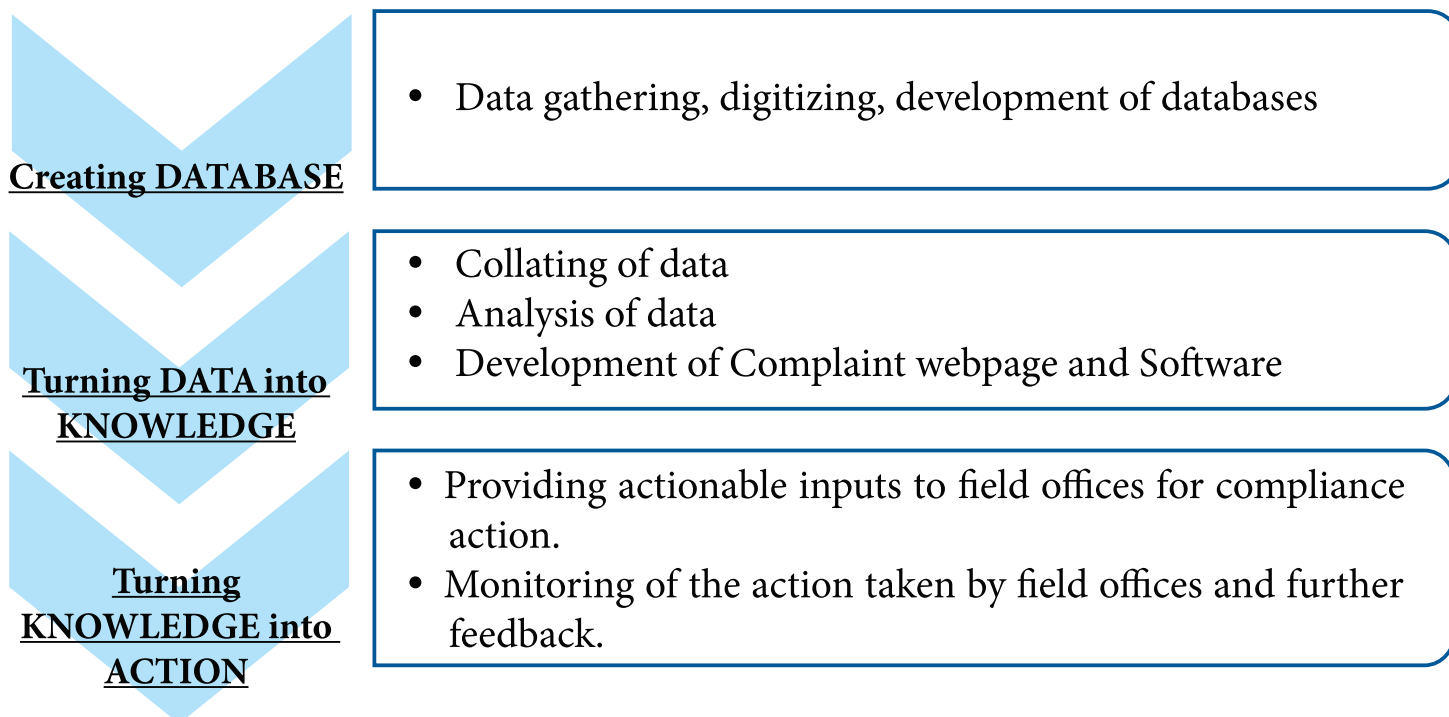 Creating DATABASE
• Data gathering, digitizing, development of databases
Turning DATA into
KNOWLEDGE
• Collating of data
• Analysis of data
• Development of Complaint webpage and Software
Turning
KNOWLEDGE into
ACTION
• Providing actionable inputs to field offices for compliance
action.
• Monitoring of the action taken by field offices and further
feedback.